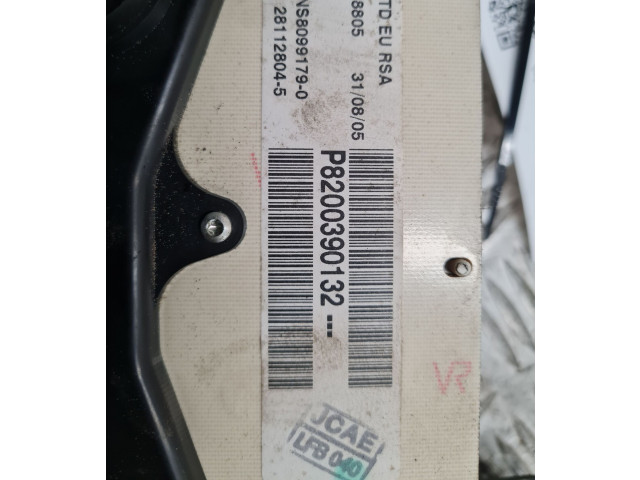 TD EU RSA
8805 31/08/05
P8200390132 ---
NS8099179-0
28112804-5
JCAE
LFB 040
VR